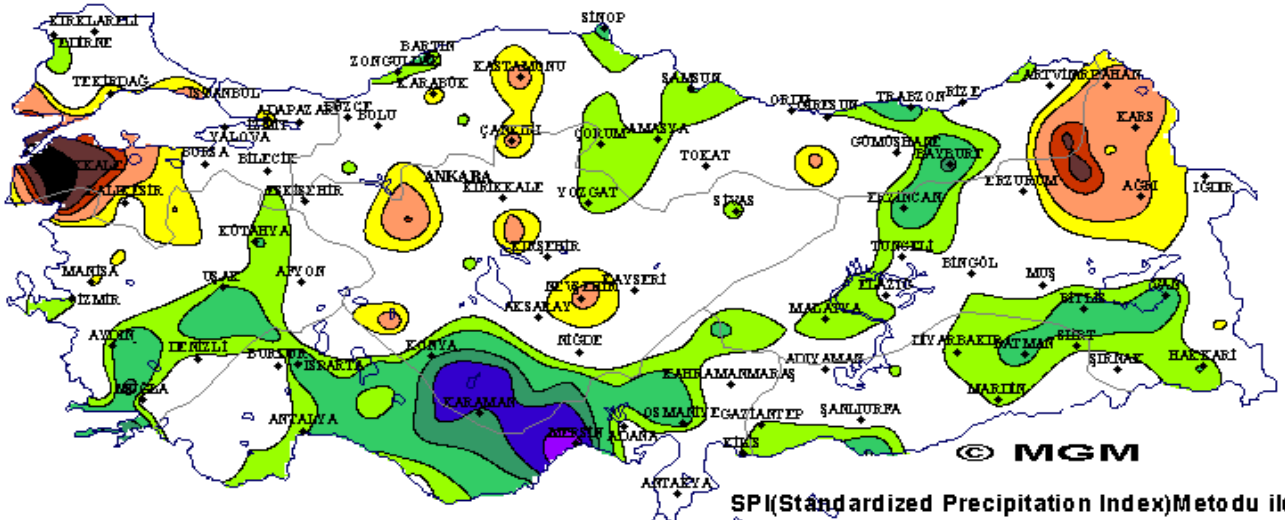 SİNOP
KIRKLARELİ
EDİRNE
BARTIN
ZONGULDAK
KASTAMONU
TEKİRDAĞ
İSTANBUL
KARABÜK
SAMSUN
ARTVİN
ARDAHAN
ADAPAZARI
DÜZCE
BOLU
ORDU
GİRESUN
TRABZON
RİZE
KARS
YALOVA
ÇANKIRI
ÇORUM
AMASYA
TOKAT
GÜMÜŞHANE
BAYBURT
BURSA
BİLECİK
ESKİŞEHİR
ANKARA
KIRIKKALE
YOZGAT
SİVAS
ERZİNCAN
ERZURUM
AĞRI
IĞDIR
BALIKESİR
KÜTAHYA
KIRŞEHİR
TUNCELİ
BİNGÖL
MUŞ
MANİSA
İZMİR
UŞAK
AFYON
NEVŞEHİR
KAYSERİ
AKSARAY
ELAZIĞ
MALATYA
BİTLİS
VAN
AYDIN
DENİZLİ
BURDUR
ISPARTA
KONYA
NİĞDE
KAHRAMANMARAŞ
ADIYAMAN
DİYARBAKIR
BATMAN
SİİRT
ŞIRNAK
HAKKARİ
MUĞLA
ANTALYA
KARAMAN
MERSİN
ADANA
OSMANİYE
GAZİANTEP
KİLİS
ŞANLIURFA
MARDİN
ANTAKYA
© MGM
SPI(Standardized Precipitation Index)Metodu ile